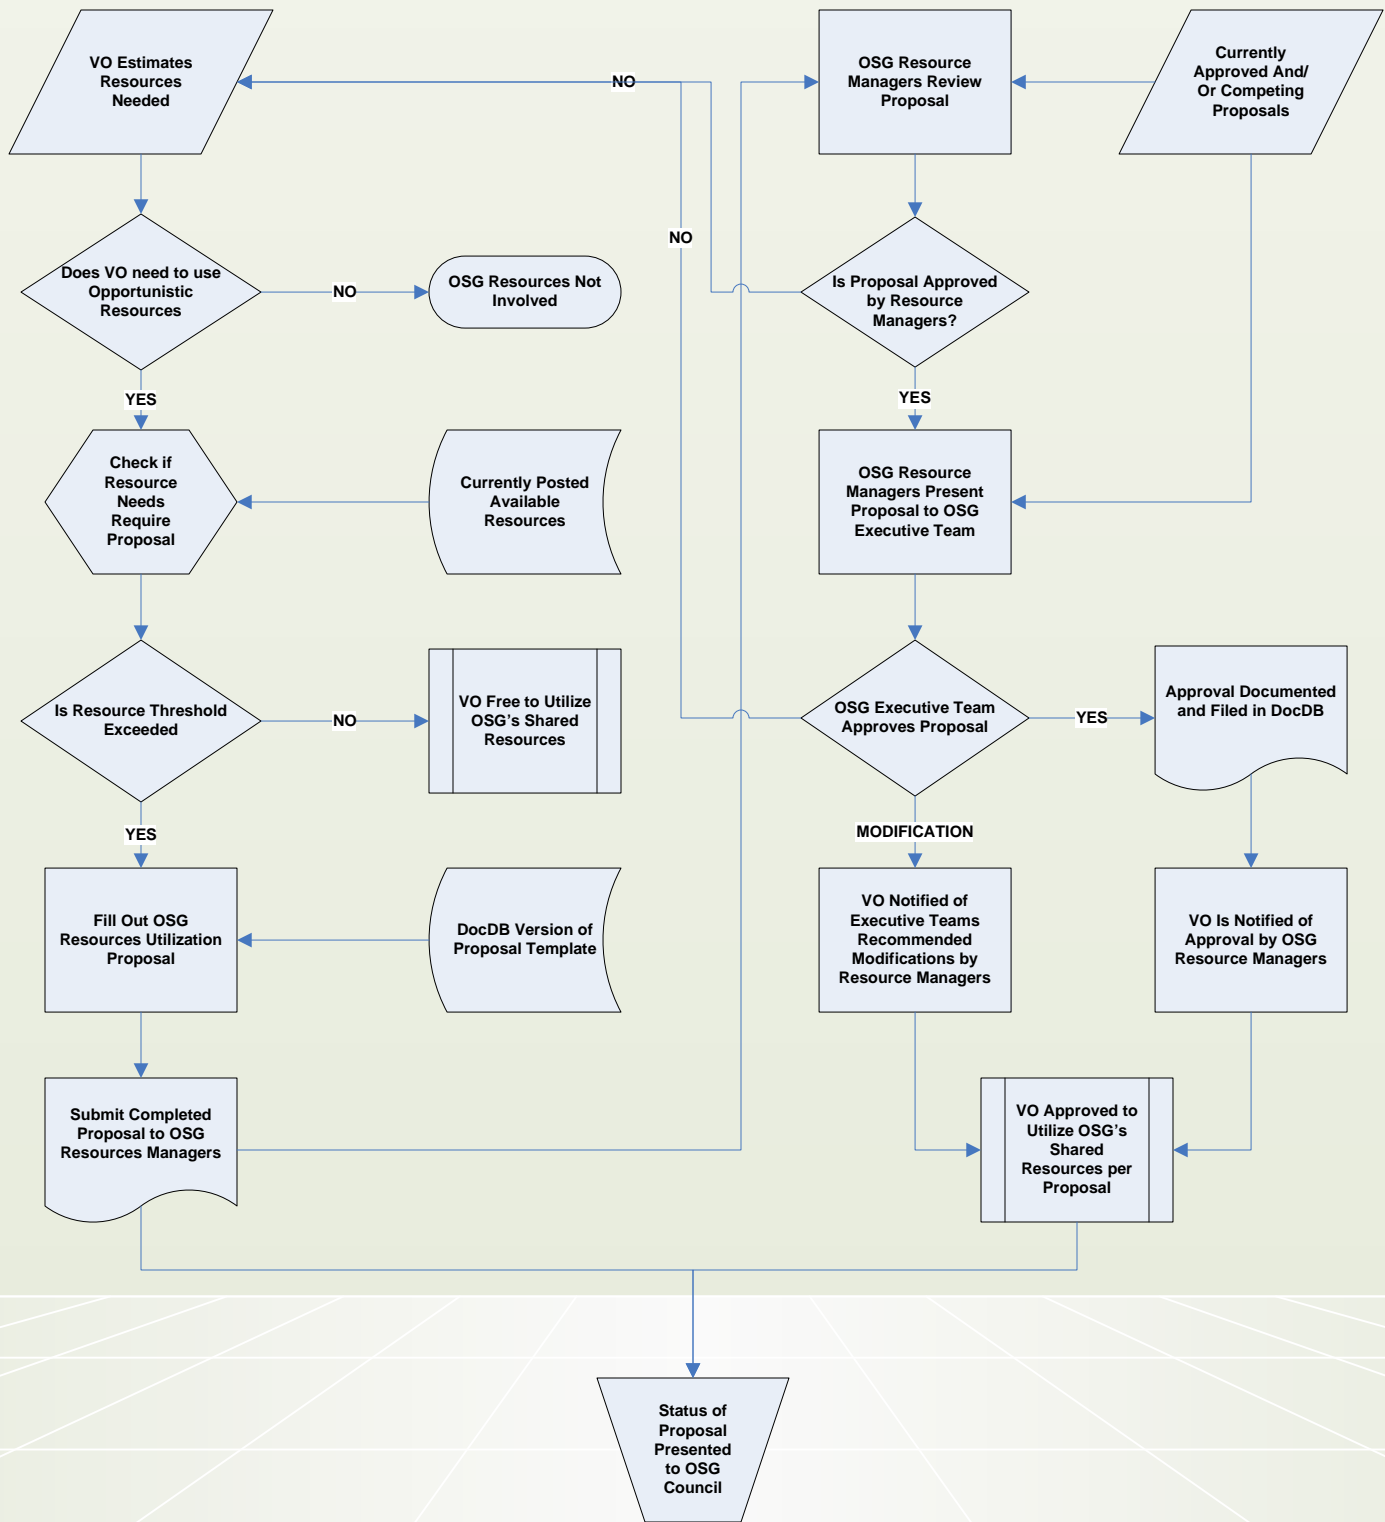 VO Estimates
Resources
Needed
NO
OSG Resource
Managers Review
Proposal
Currently
Approved And/
Or Competing
Proposals
NO
Does VO need to use
Opportunistic
Resources
NO
OSG Resources Not
Involved
Is Proposal Approved
by Resource
Managers?
YES
YES
Check if
Resource
Needs
Require
Proposal
Currently Posted
Available
Resources
OSG Resource
Managers Present
Proposal to OSG
Executive Team
Is Resource Threshold
Exceeded
NO
VO Free to Utilize
OSG’s Shared
Resources
OSG Executive Team
Approves Proposal
YES
Approval Documented
and Filed in DocDB
YES
MODIFICATION
Fill Out OSG
Resources Utilization
Proposal
DocDB Version of
Proposal Template
VO Notified of
Executive Teams
Recommended
Modifications by
Resource Managers
VO Is Notified of
Approval by OSG
Resource Managers
Submit Completed
Proposal to OSG
Resources Managers
VO Approved to
Utilize OSG’s
Shared
Resources per
Proposal
Status of
Proposal
Presented
to OSG
Council